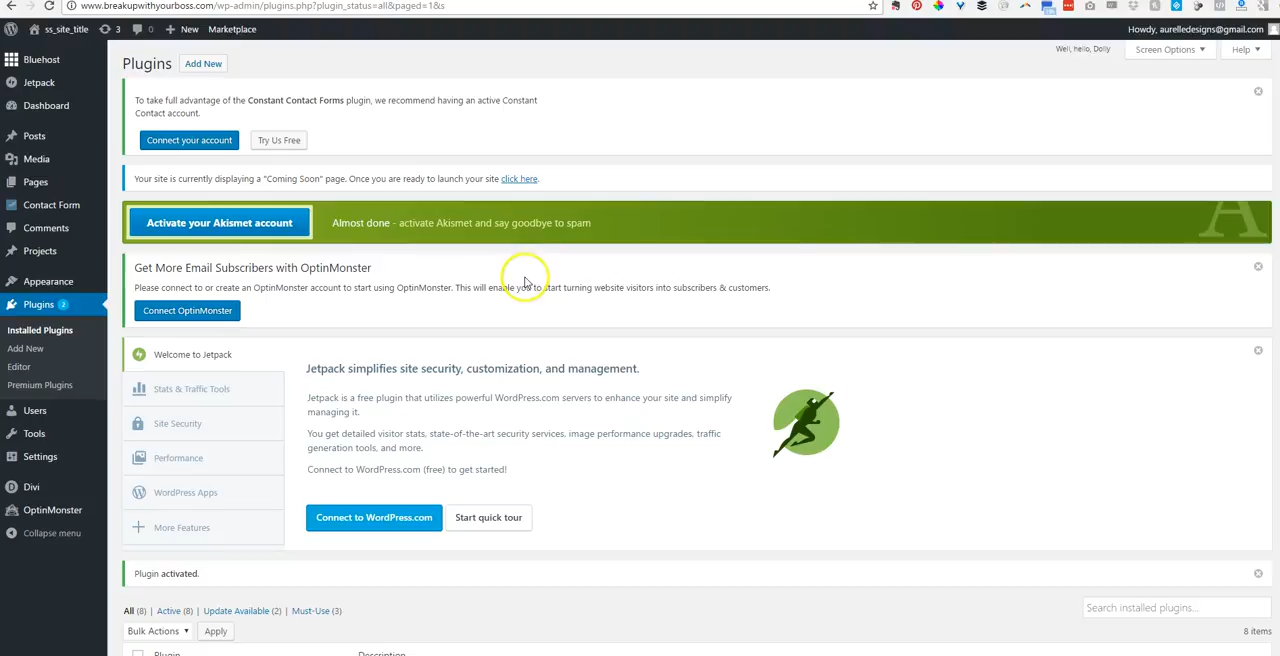 www.breakupwithyourboss.com/wp-admin/plugins.php?plugin_status=all&paged=1&s
ss_site_title 3 0 New Marketplace Howdy, aurelledesigns@gmail.com
Bluehost
Jetpack
Dashboard
Posts
Media
Pages
Contact Form
Comments
Projects
Appearance
Plugins 2
Installed Plugins
Add New
Editor
Premium Plugins
Users
Tools
Settings
Divi
OptinMonster
Collapse menu
Well, hello, Dolly Screen Options Help
Plugins Add New
To take full advantage of the Constant Contact Forms plugin, we recommend having an active Constant
Contact account.
Connect your account Try Us Free
Your site is currently displaying a "Coming Soon" page. Once you are ready to launch your site click here.
Activate your Akismet account Almost done - activate Akismet and say goodbye to spam A
Get More Email Subscribers with OptinMonster
Please connect to or create an OptinMonster account to start using OptinMonster. This will enable you to start turning website visitors into subscribers & customers.
Connect OptinMonster
Welcome to Jetpack
Stats & Traffic Tools
Site Security
Performance
WordPress Apps
More Features
Jetpack simplifies site security, customization, and management.
Jetpack is a free plugin that utilizes powerful WordPress.com servers to enhance your site and simplify
managing it.
You get detailed visitor stats, state-of-the-art security services, image performance upgrades, traffic
generation tools, and more.
Connect to WordPress.com (free) to get started!
Connect to WordPress.com Start quick tour
Plugin activated.
All (8) | Active (8) | Update Available (2) | Must-Use (3)
Search installed plugins...
Bulk Actions Apply
8 items
Plugin Description